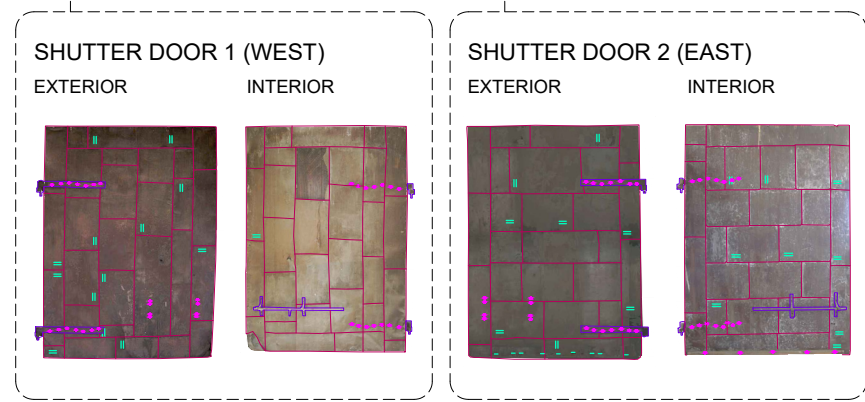 SHUTTER DOOR 1 (WEST)
EXTERIOR
INTERIOR
SHUTTER DOOR 2 (EAST)
EXTERIOR
INTERIOR